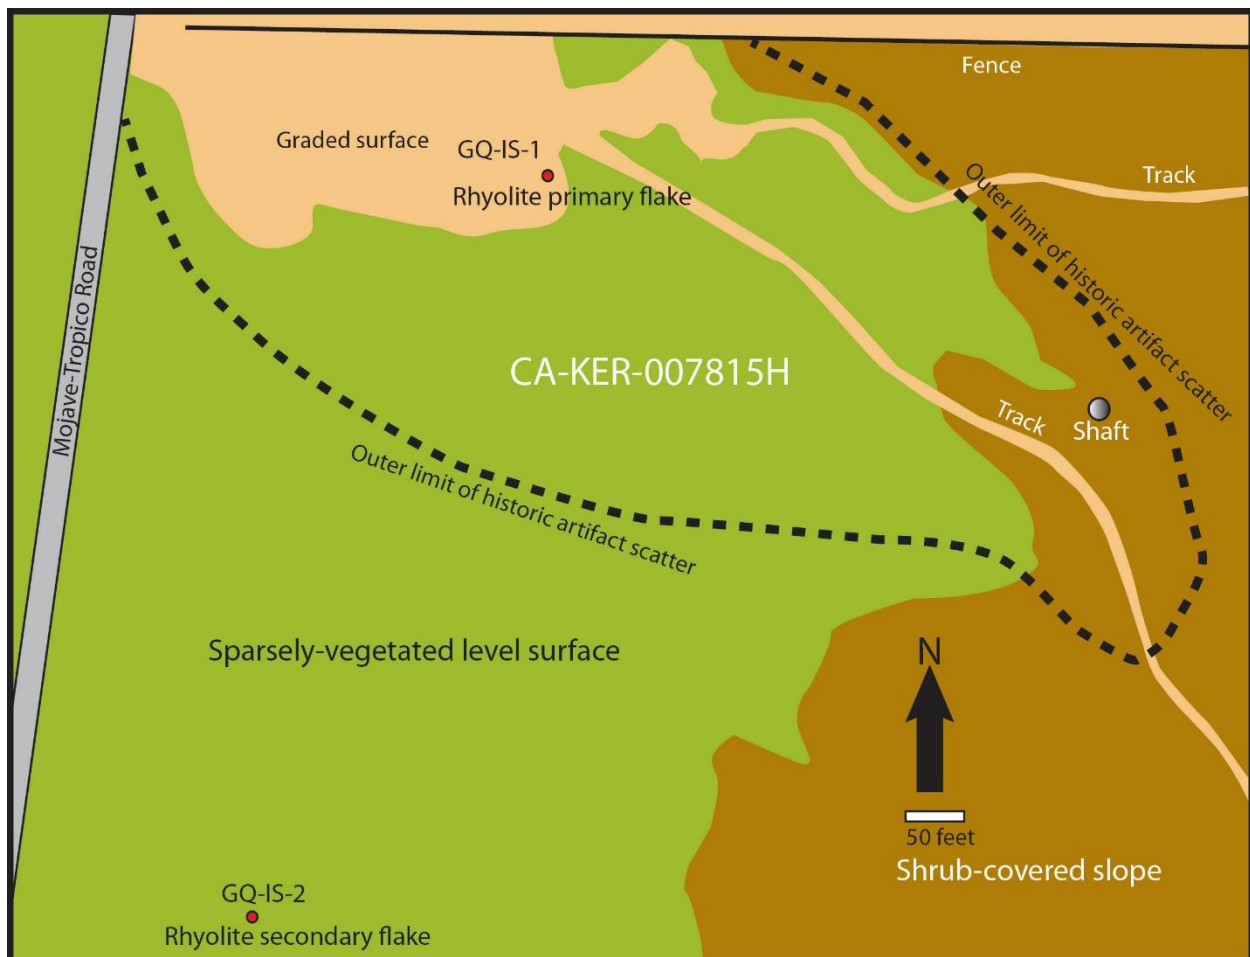 Fence
Graded surface
GQ-IS-1
Rhyolite primary flake
Track
Outer limit of historic artifact scatter
Mojave-Tropico Road
CA-KER-007815H
Track
Shaft
Outer limit of historic artifact scatter
Sparsely-vegetated level surface
N
50 feet
Shrub-covered slope
GQ-IS-2
Rhyolite secondary flake